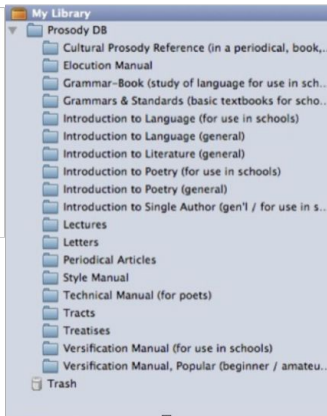 My Library
Prosody DB
Cultural Prosody Reference (in a periodical, book,...
Elocution Manual
Grammar-Book (study of language for use in sch...
Grammars & Standards (basic textbooks for scho...
Introduction to Language (for use in schools)
Introduction to Language (general)
Introduction to Literature (general)
Introduction to Poetry (for use in schools)
Introduction to Poetry (general)
Introduction to Single Author (gen'l / for use in s...
Lectures
Letters
Periodical Articles
Style Manual
Technical Manual (for poets)
Tracts
Treatises
Versification Manual (for use in schools)
Versification Manual, Popular (beginner / amateu...
Trash